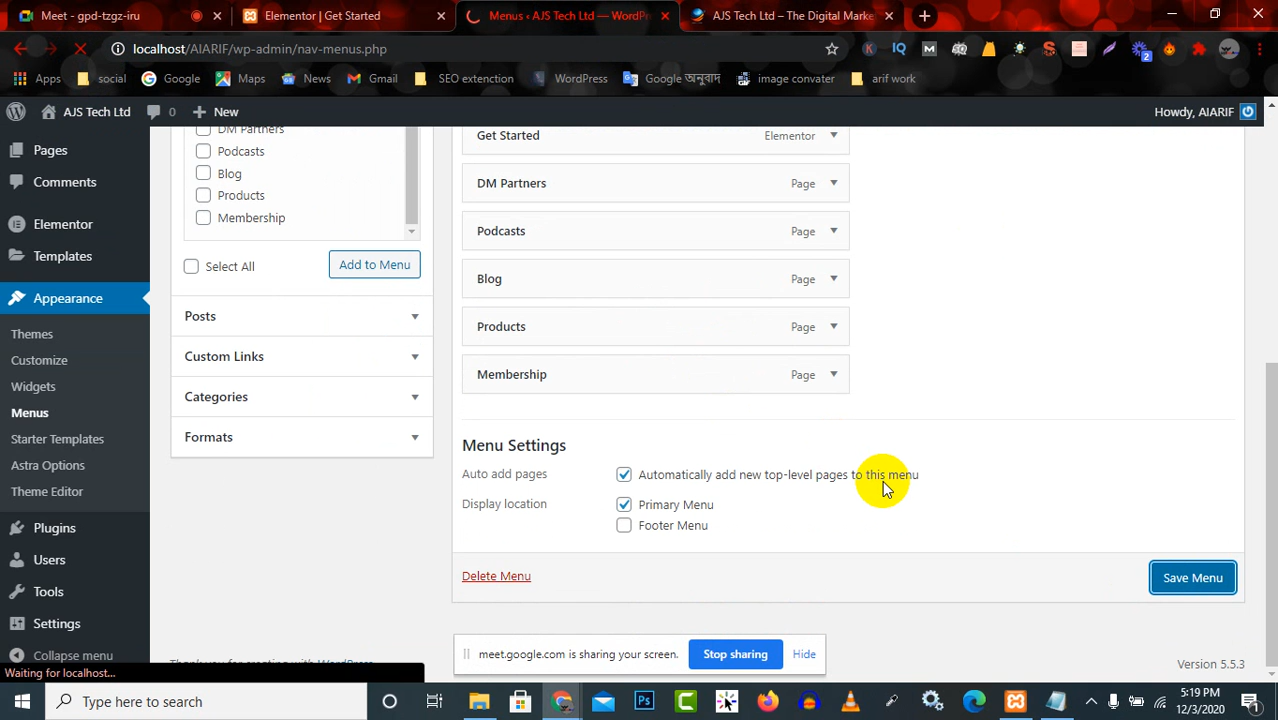 Meet - gpd-tzgz-iru
Elementor | Get Started
Menus ‹ AJS Tech Ltd — WordPr
AJS Tech Ltd – The Digital Marke
localhost/AIARIF/wp-admin/nav-menus.php
Apps
social
Google
Maps
News
Gmail
SEO extenction
WordPress
Google অনুবাদ
image convater
arif work
AJS Tech Ltd
0
New
Howdy, AIARIF
Pages
Comments
Elementor
Templates
Appearance
Themes
Customize
Widgets
Menus
Starter Templates
Astra Options
Theme Editor
Plugins
Users
Tools
Settings
Collapse menu
DM Partners
Podcasts
Blog
Products
Membership
Select All
Add to Menu
Posts
Custom Links
Categories
Formats
Get Started Elementor
DM Partners Page
Podcasts Page
Blog Page
Products Page
Membership Page
Menu Settings
Auto add pages Automatically add new top-level pages to this menu
Display location Primary Menu
Footer Menu
Delete Menu
Save Menu
Thank you for creating with WordPress
Version 5.5.3
meet.google.com is sharing your screen.
Stop sharing
Hide
Waiting for localhost...
Type here to search
5:19 PM
12/3/2020